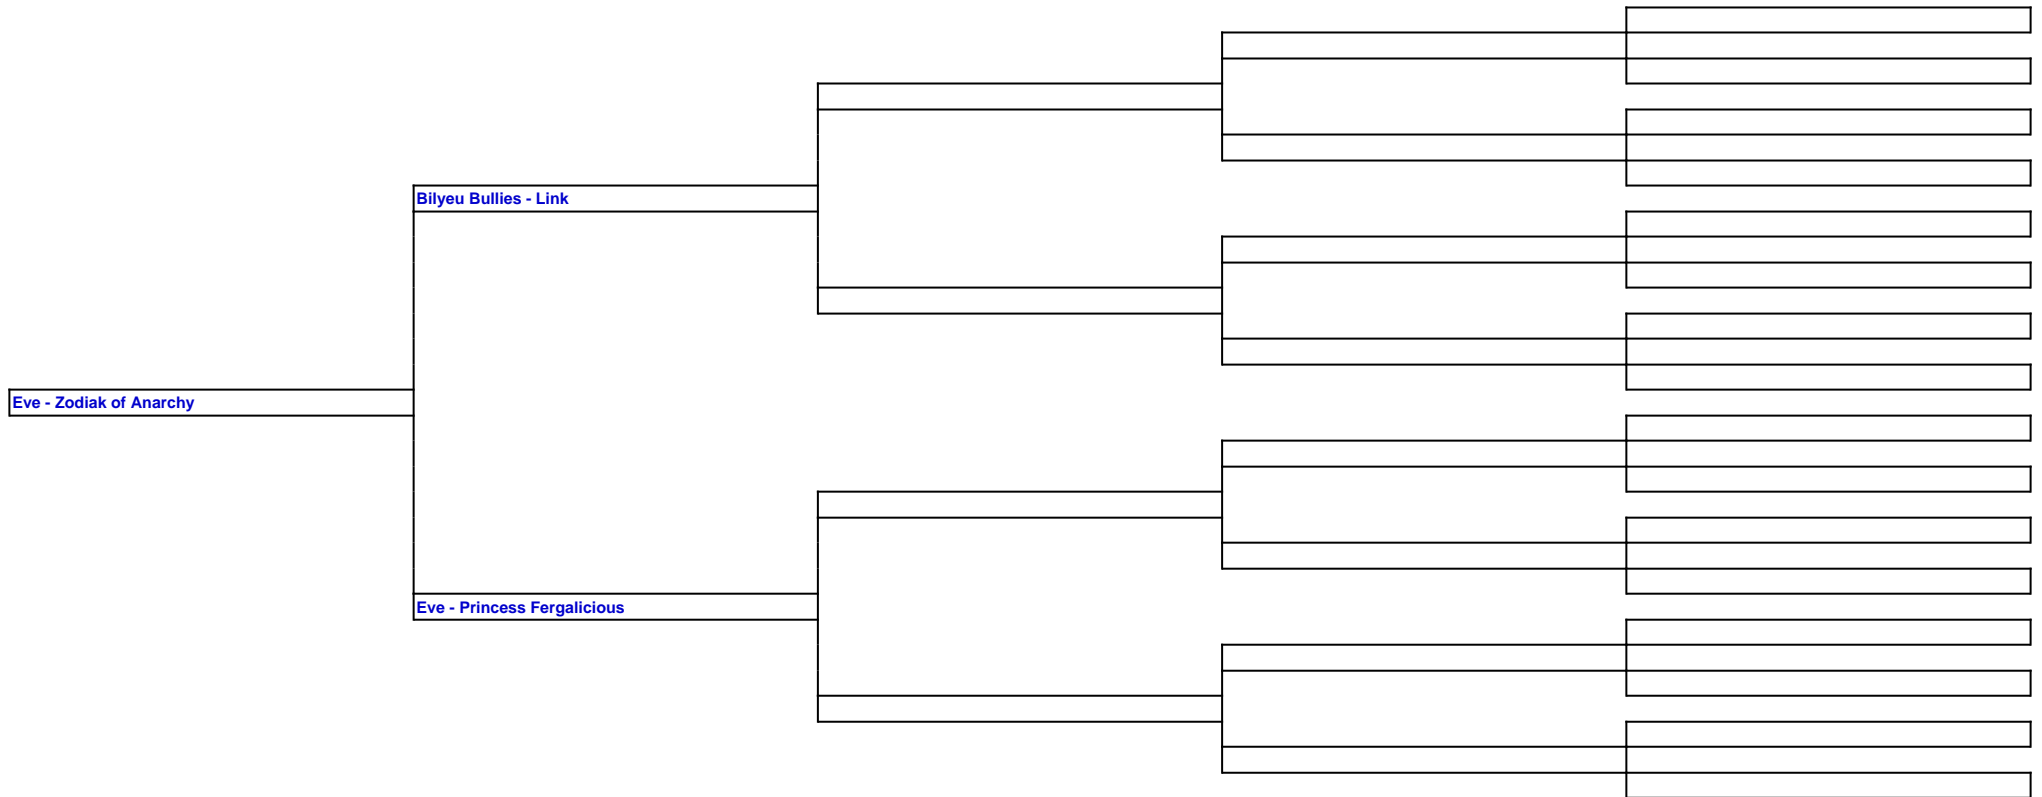 Bilyeu Bullies - Link
Eve - Zodiak of Anarchy
Eve - Princess Fergalicious